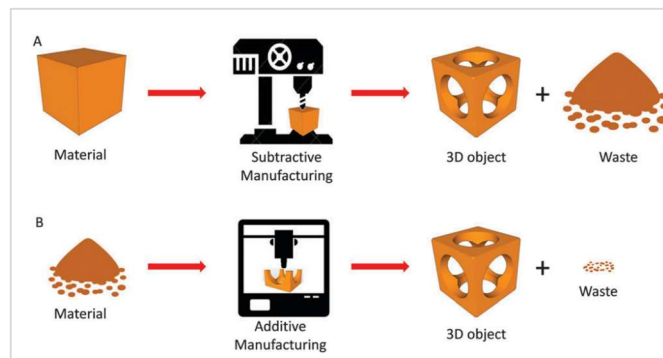 A
Material
Subtractive
Manufacturing
3D object
+
Waste
B
Material
Additive
Manufacturing
3D object
+
Waste